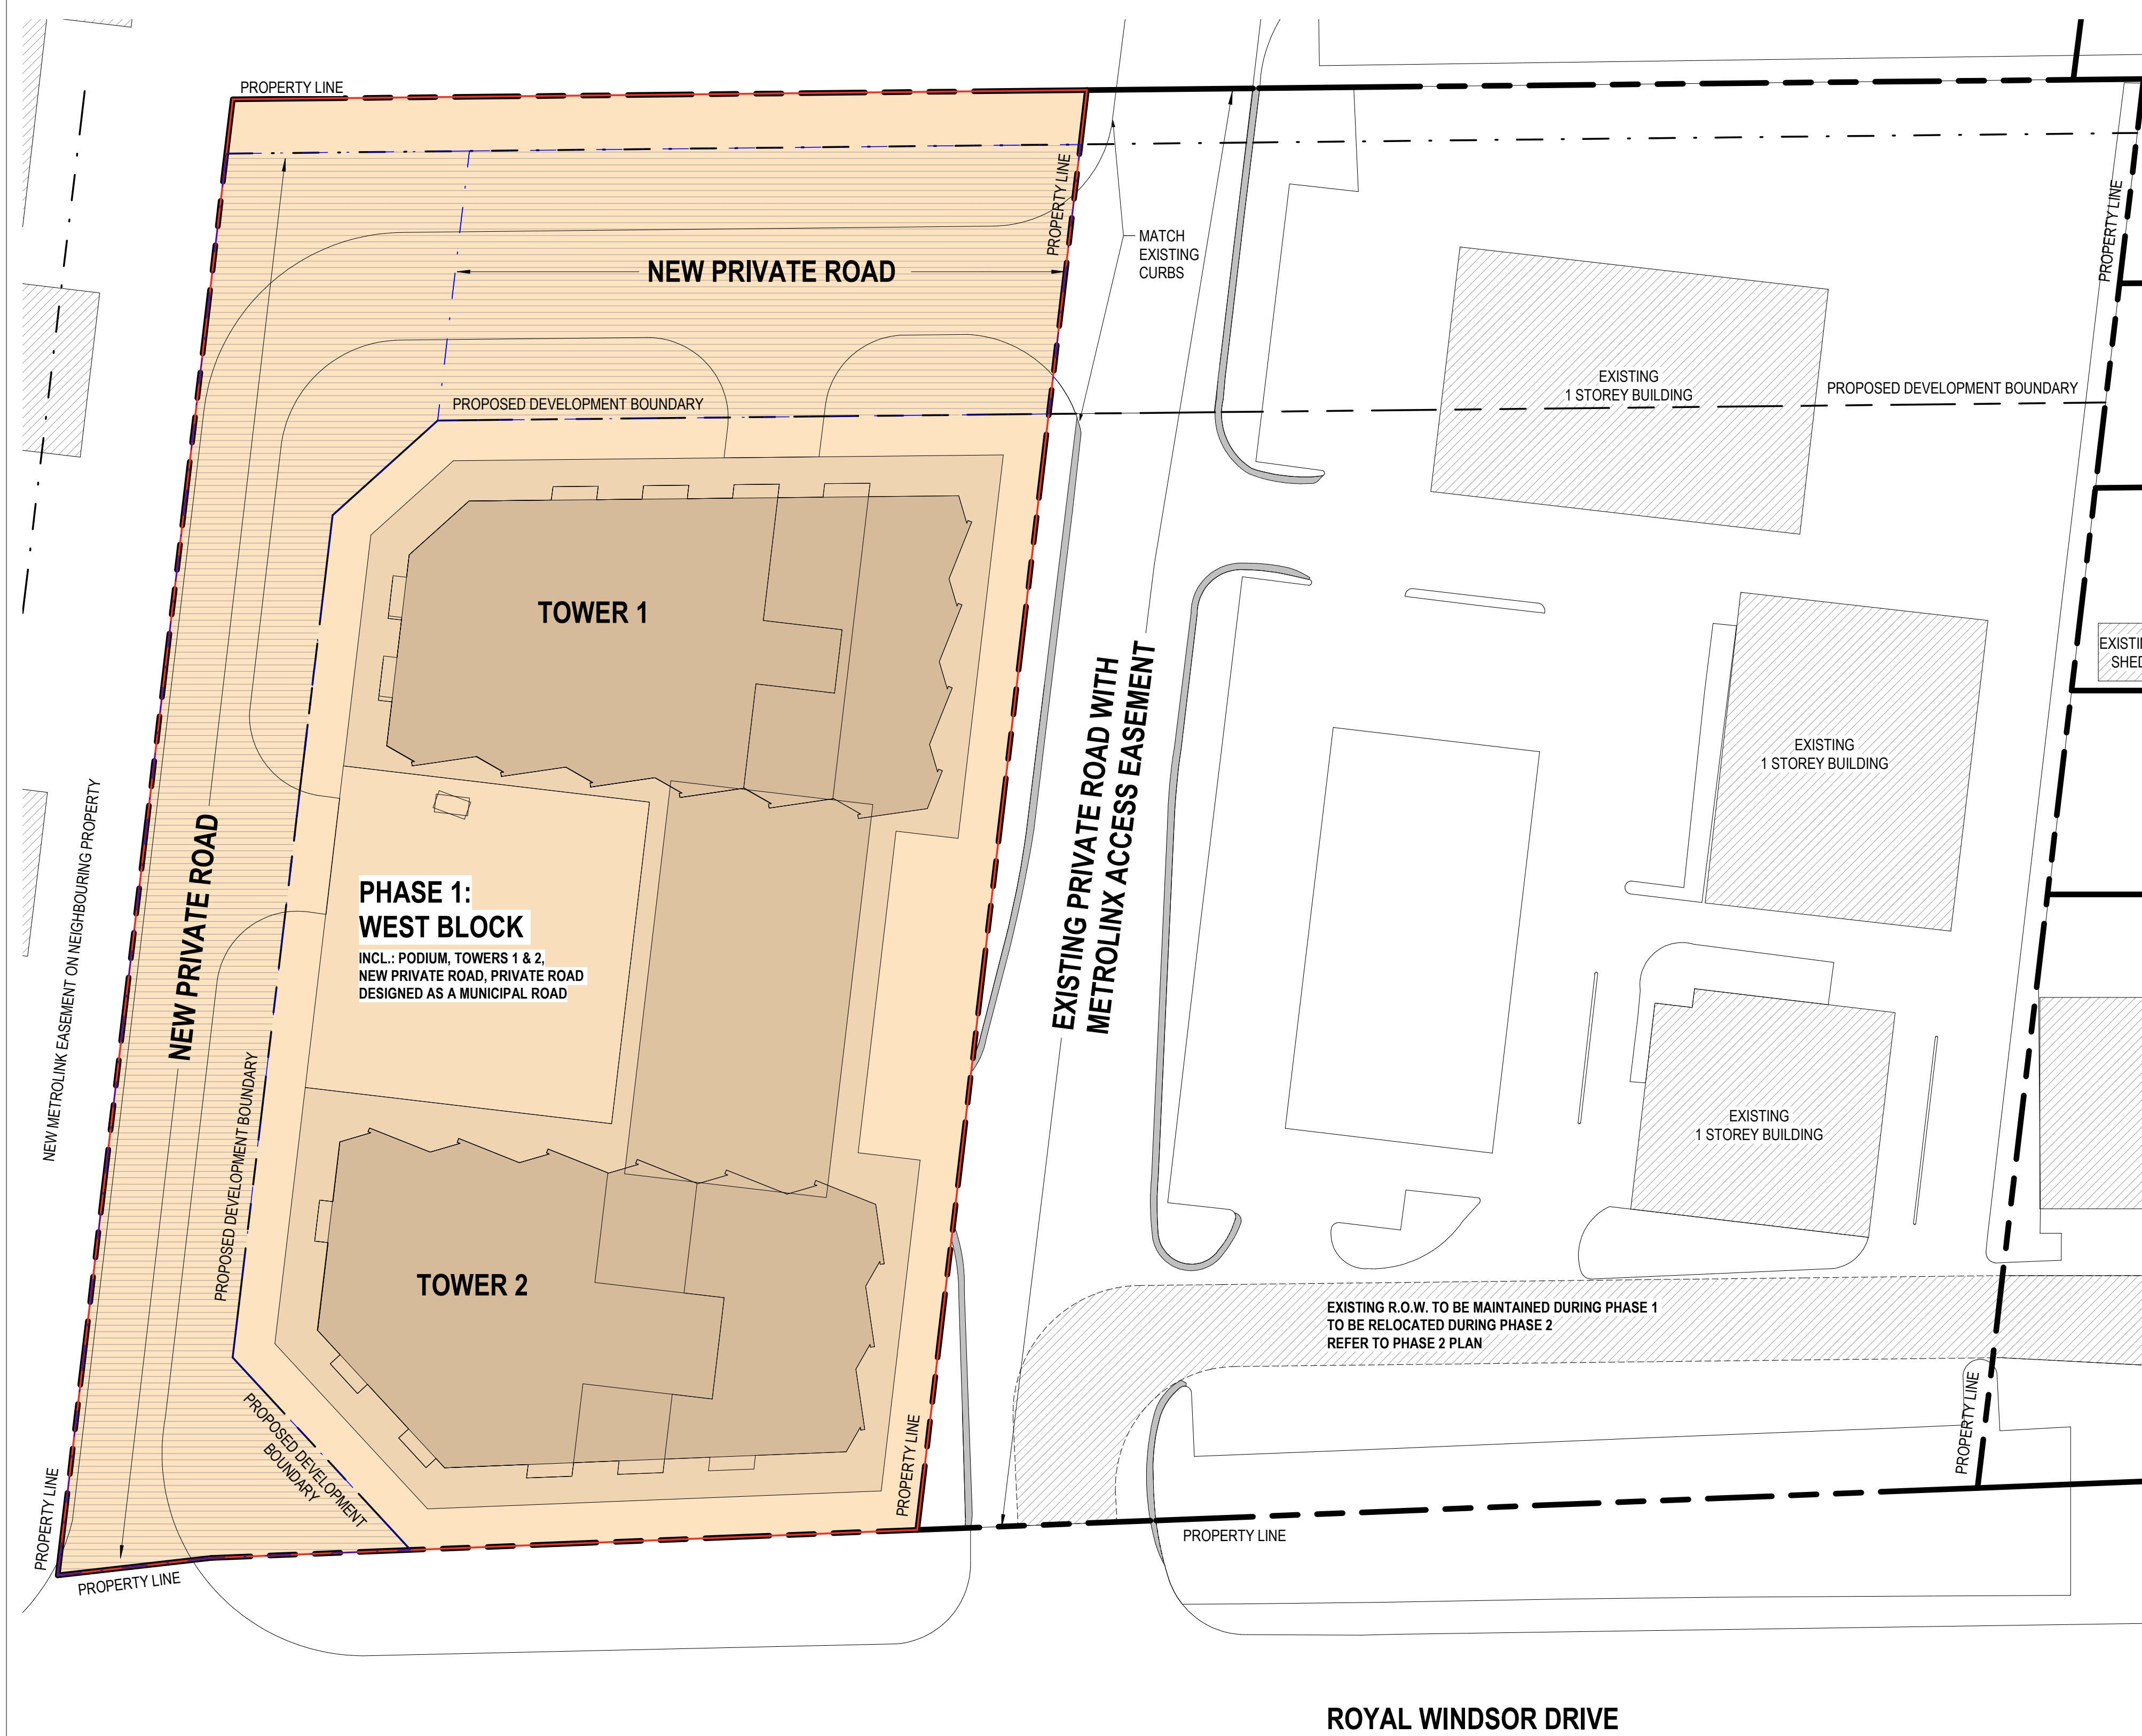 PROPERTY LINE
PROPERTY LINE
PROPERTY LINE
MATCH
EXISTING
CURBS
NEW PRIVATE ROAD
EXISTING
1 STOREY BUILDING
PROPOSED DEVELOPMENT BOUNDARY
PROPOSED DEVELOPMENT BOUNDARY
TOWER 1
EXISTING PRIVATE ROAD WITH
METROLINX ACCESS EASEMENT
SHED
EXISTING
1 STOREY BUILDING
NEW METROLINK EASEMENT ON NEIGHBOURING PROPERTY
NEW PRIVATE ROAD
PHASE 1:
WEST BLOCK
INCL.: PODIUM, TOWERS 1 & 2,
NEW PRIVATE ROAD, PRIVATE ROAD
DESIGNED AS A MUNICIPAL ROAD
PROPOSED DEVELOPMENT BOUNDARY
EXISTING
1 STOREY BUILDING
TOWER 2
EXISTING R.O.W. TO BE MAINTAINED DURING PHASE 1
TO BE RELOCATED DURING PHASE 2
REFER TO PHASE 2 PLAN
PROPOSED DEVELOPMENT
BOUNDARY
PROPERTY LINE
PROPERTY LINE
PROPERTY LINE
PROPERTY LINE
PROPERTY LINE
ROYAL WINDSOR DRIVE